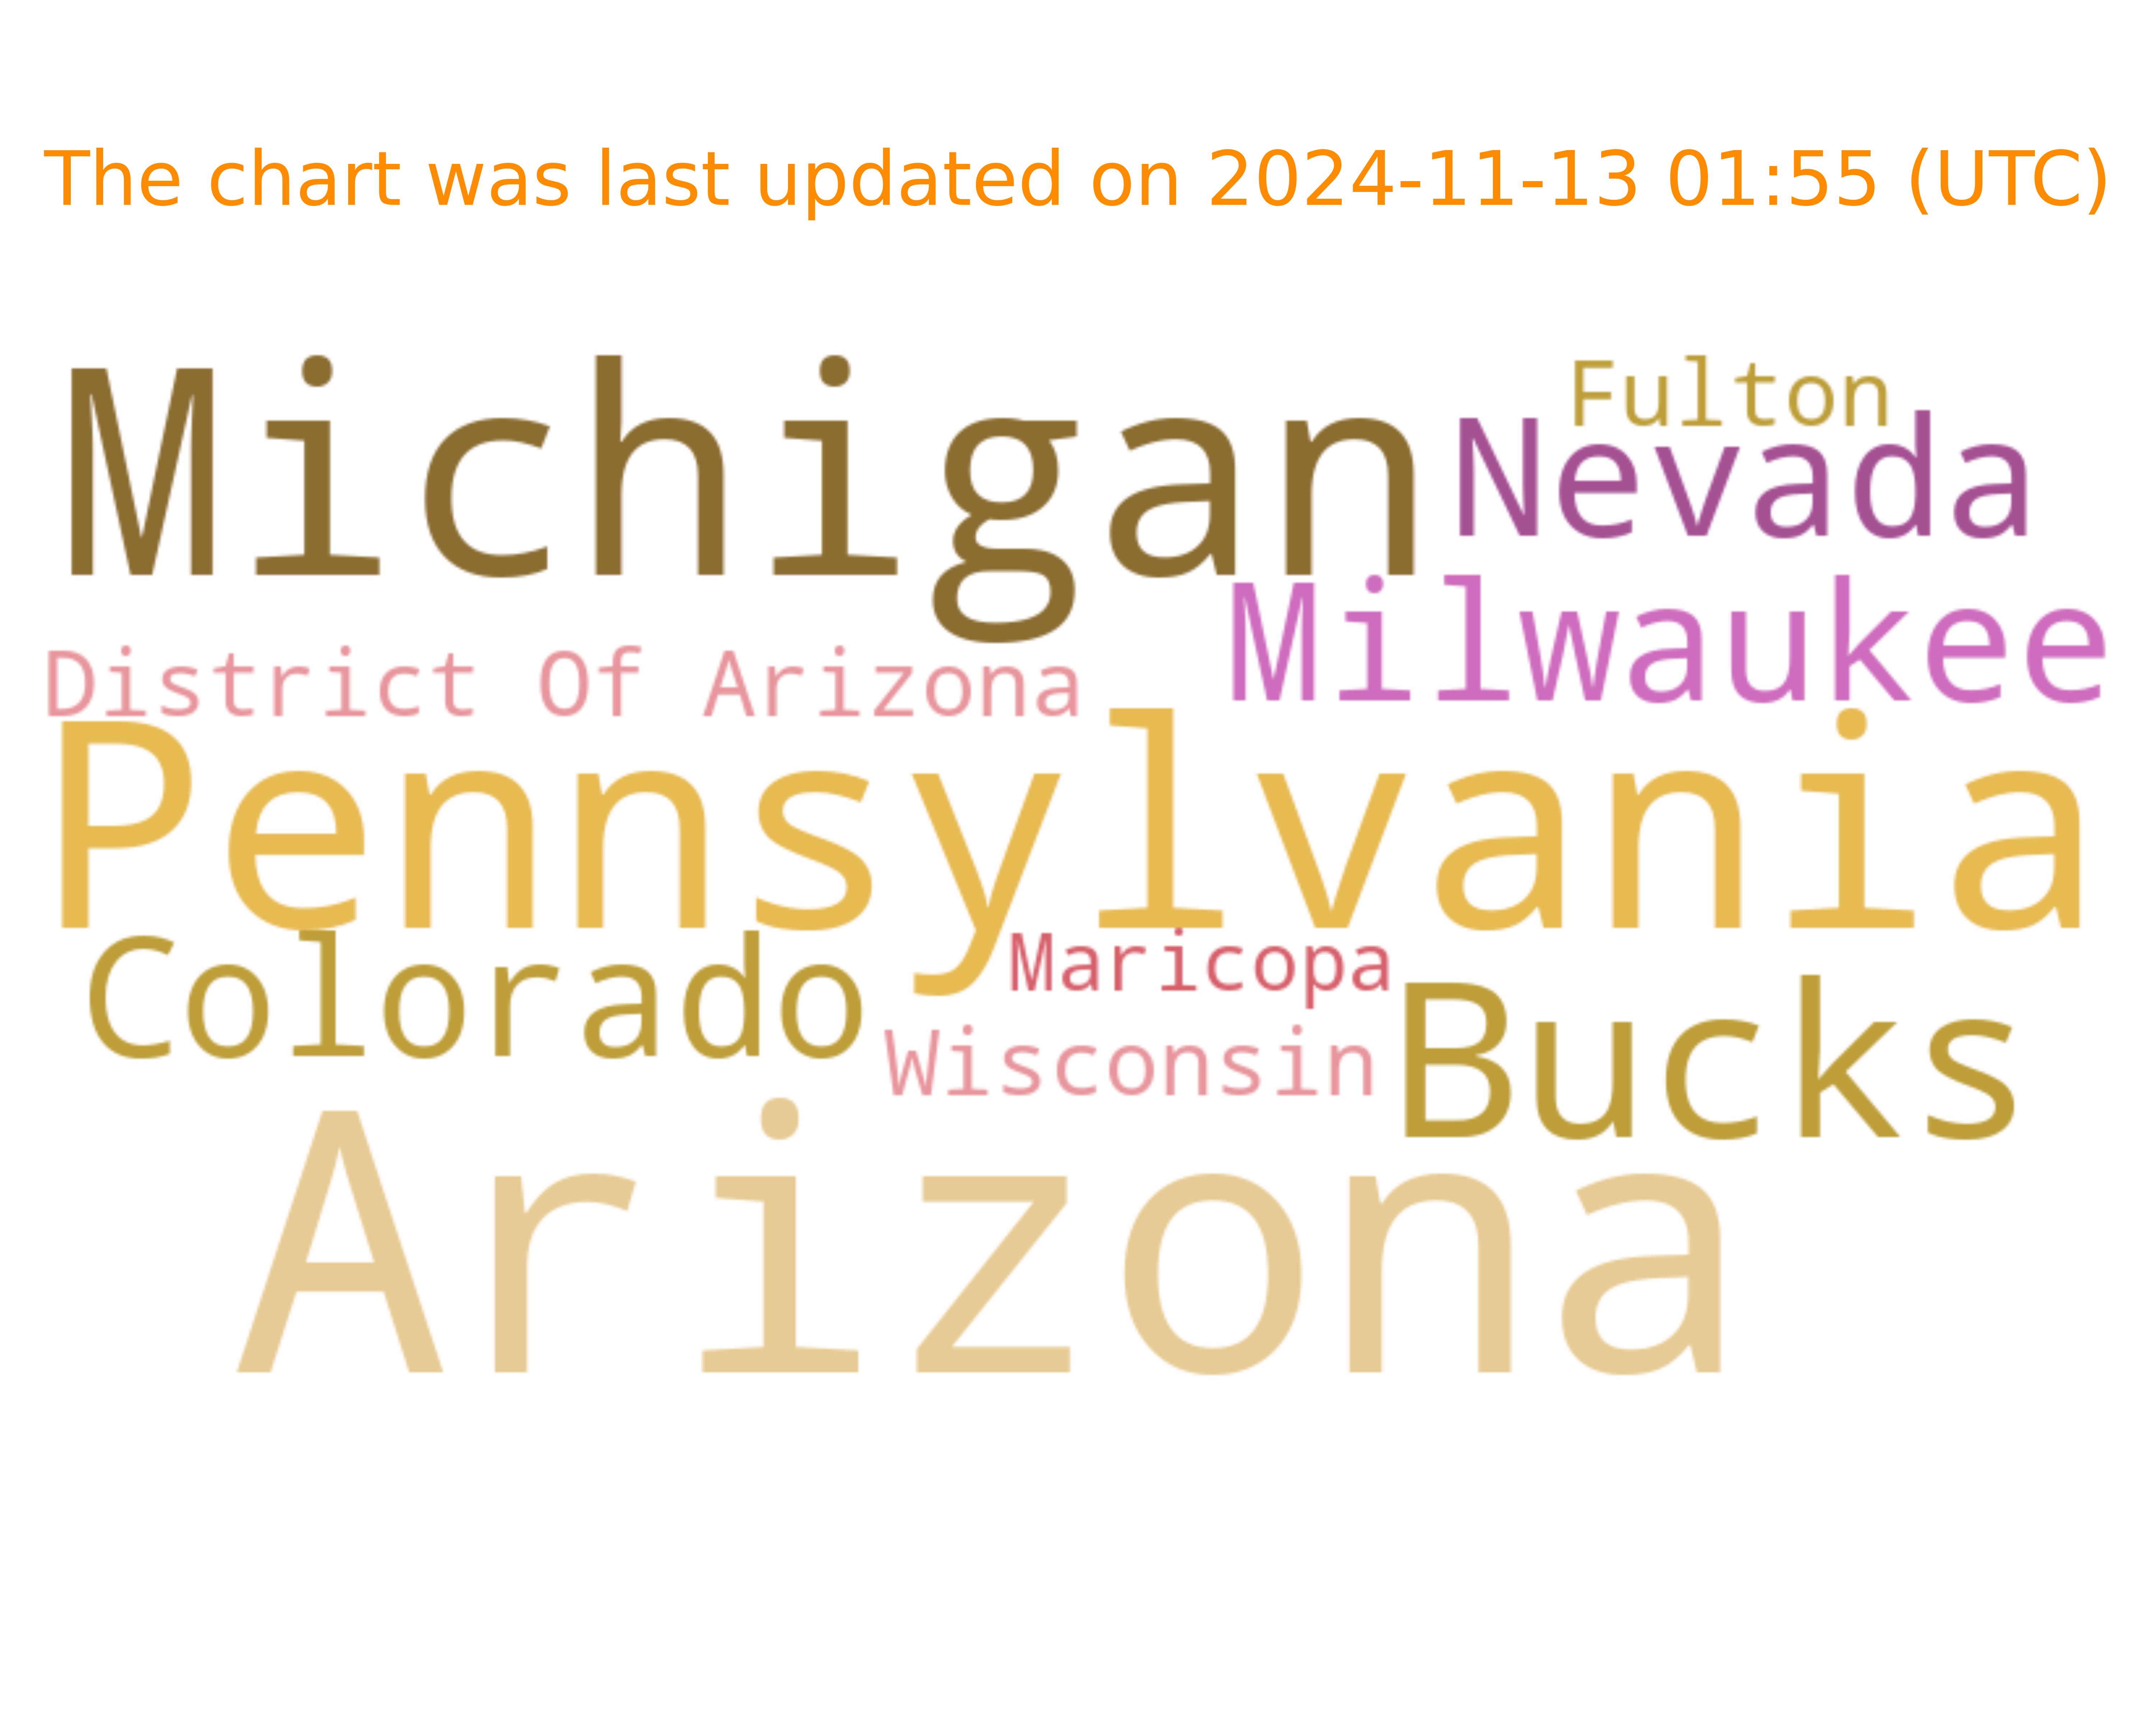 The chart was last updated on 2024-11-13 01:55 (UTC)
Michigan
Fulton
Nevada
Milwaukee
District Of Arizona
Pennsylvania
Colorado
Maricopa
Wisconsin
Bucks
Arizona